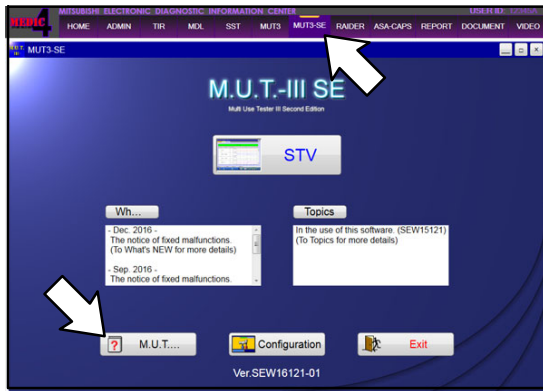 MEDIC 4
MITSUBISHI ELECTRONIC DIAGNOSTIC INFORMATION CENTER
USER ID
HOME ADMIN TIR MDL SST MUT3 MUT3-SE RAIDER ASA-CAPS REPORT DOCUMENT VIDEO
MUT3-SE
M.U.T.-III SE
Multi Use Tester III Second Edition
STV
Wh...
Topics
- Dec. 2016 -
The notice of fixed malfunctions.
(To What's NEW for more details)
- Sep. 2016 -
The notice of fixed malfunctions.
In the use of this software. (SEW15121)
(To Topics for more details)
? M.U.T....
Configuration
Exit
Ver.SEW16121-01